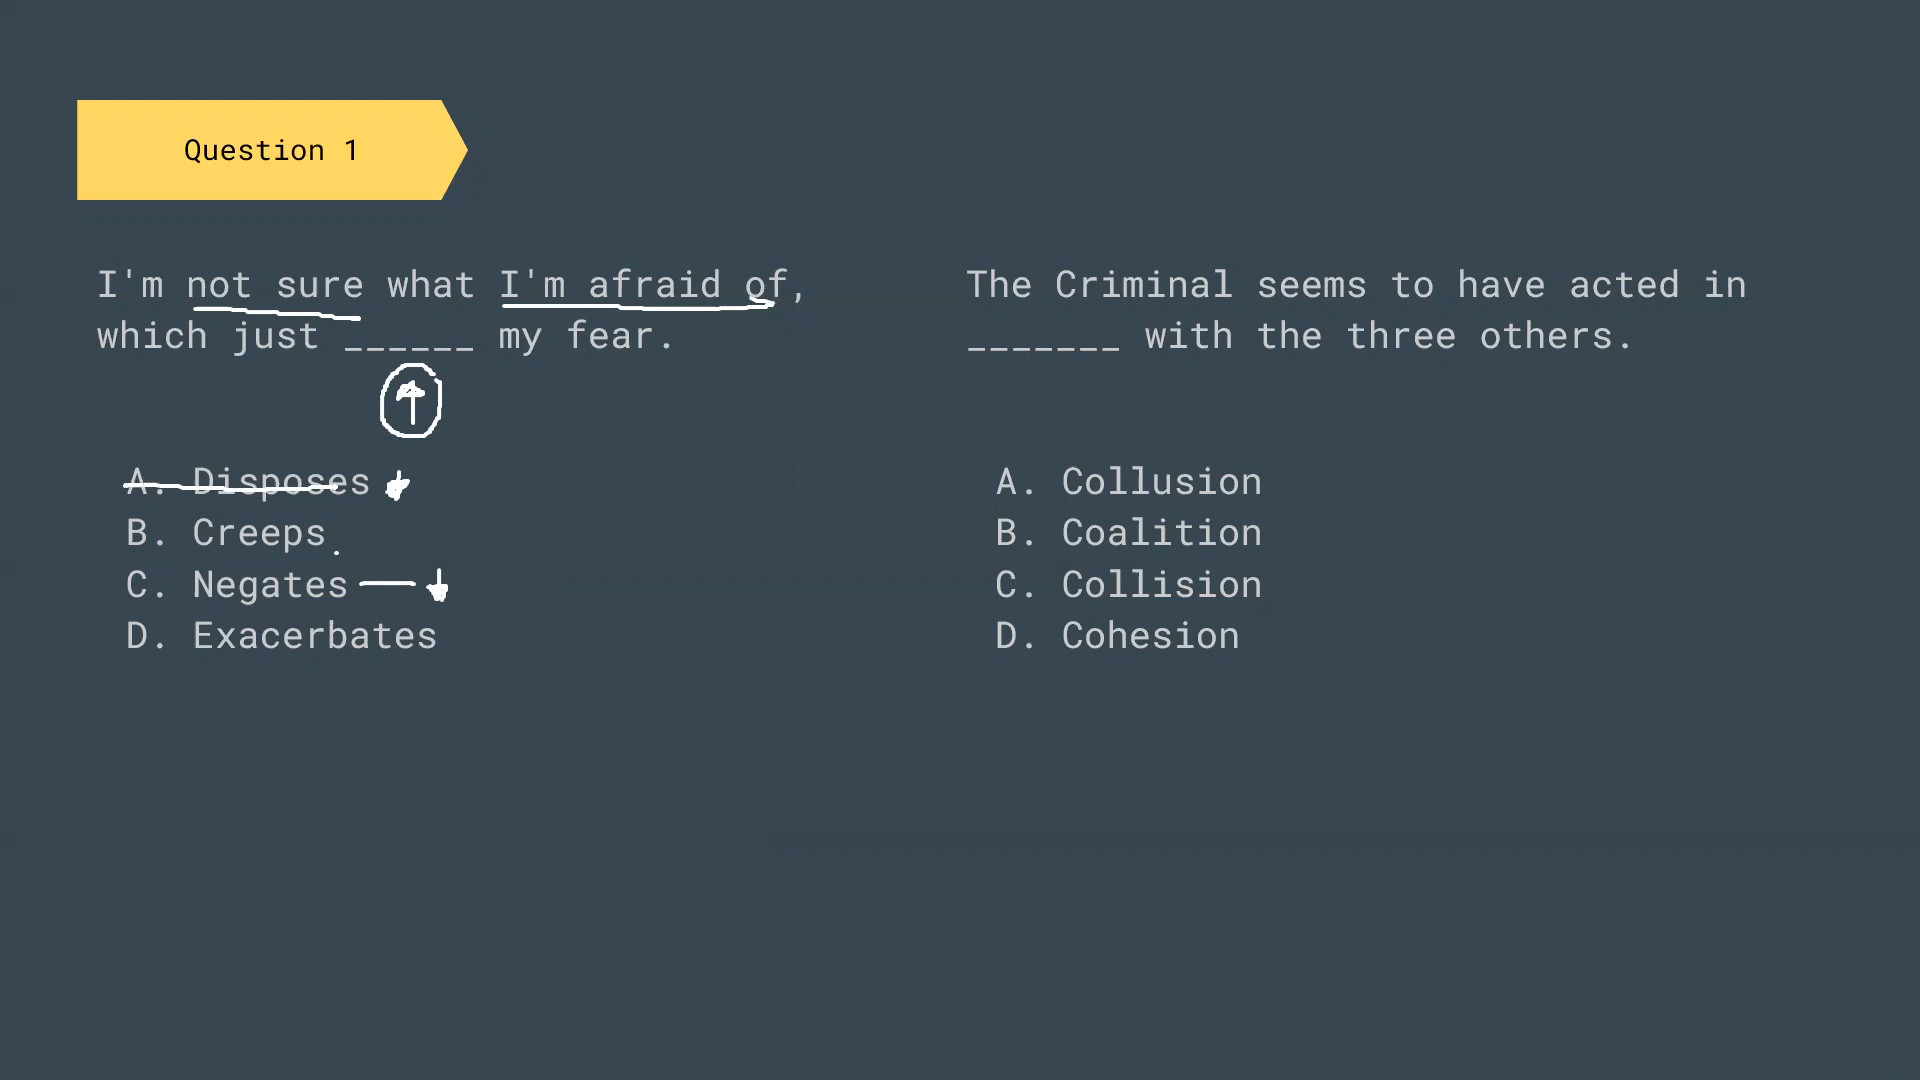 Question 1
I'm not sure what I'm afraid of,
which just ______ my fear.
A. Disposes
B. Creeps
C. Negates
D. Exacerbates
The Criminal seems to have acted in
_______ with the three others.
A. Collusion
B. Coalition
C. Collision
D. Cohesion